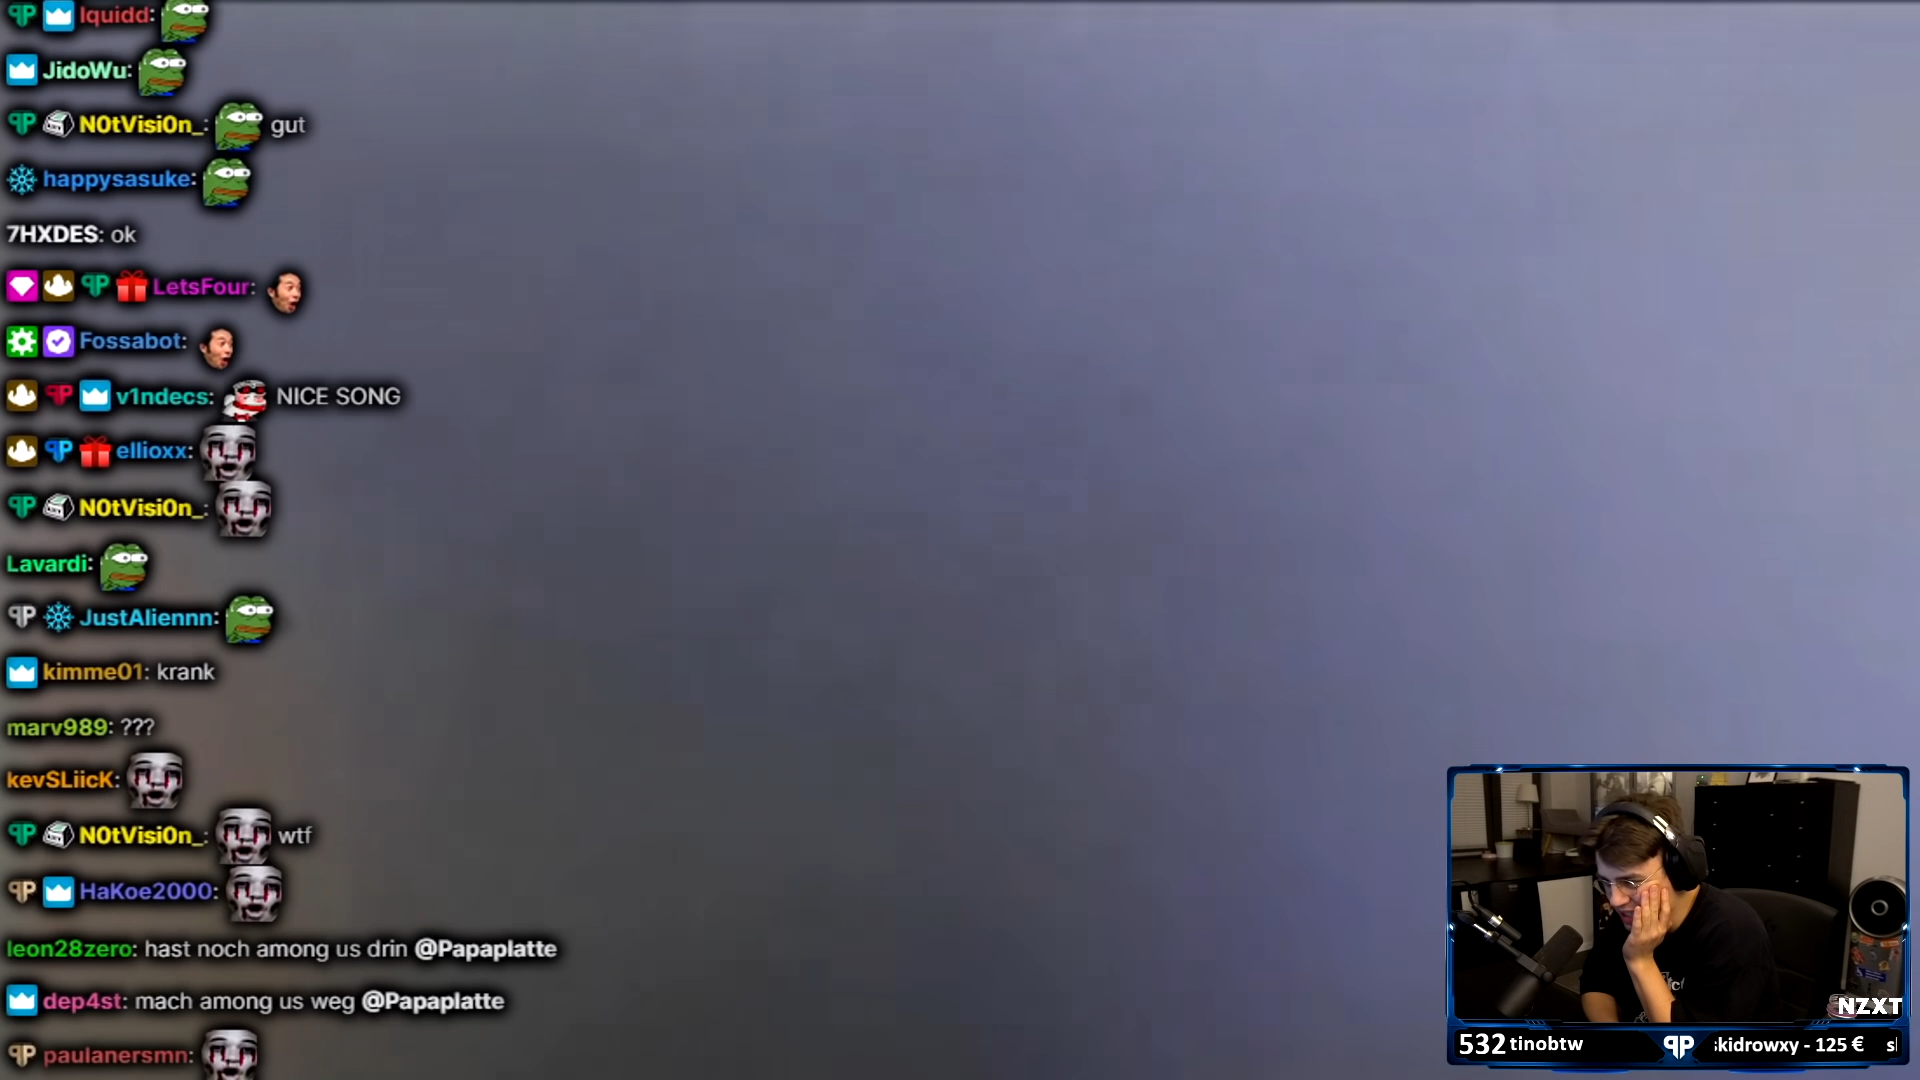 lquidd:
JidoWu:
N0tVisi0n_: gut
happysasuke:
7HXDES: ok
LetsFour:
Fossabot:
v1ndecs: NICE SONG
ellioxx:
N0tVisi0n_:
Lavardi:
JustAliennn:
kimme01: krank
marv989: ???
kevSLiicK:
N0tVisi0n_: wtf
HaKoe2000:
leon28zero: hast noch among us drin @Papaplatte
dep4st: mach among us weg @Papaplatte
paulanersmn:
NZXT
532 tinobtw
skidrowxy - 125 €